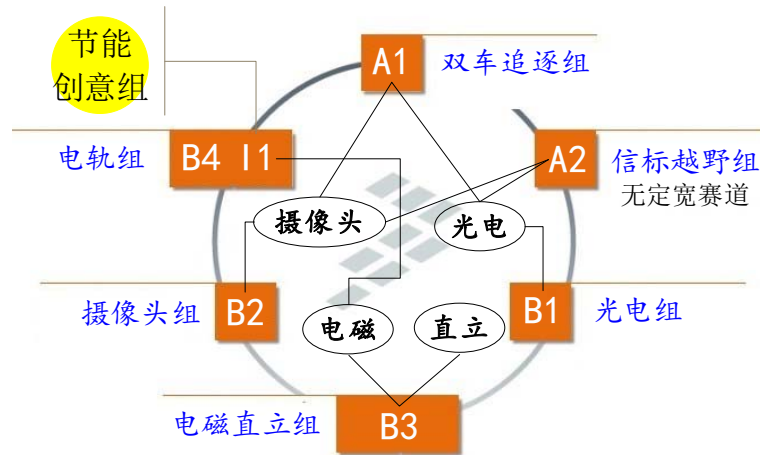 节能
创意组
A1
双车追逐组
电轨组
B4 I1
A2
信标越野组
无定宽赛道
摄像头
光电
摄像头组
B2
电磁
直立
B1
光电组
电磁直立组
B3